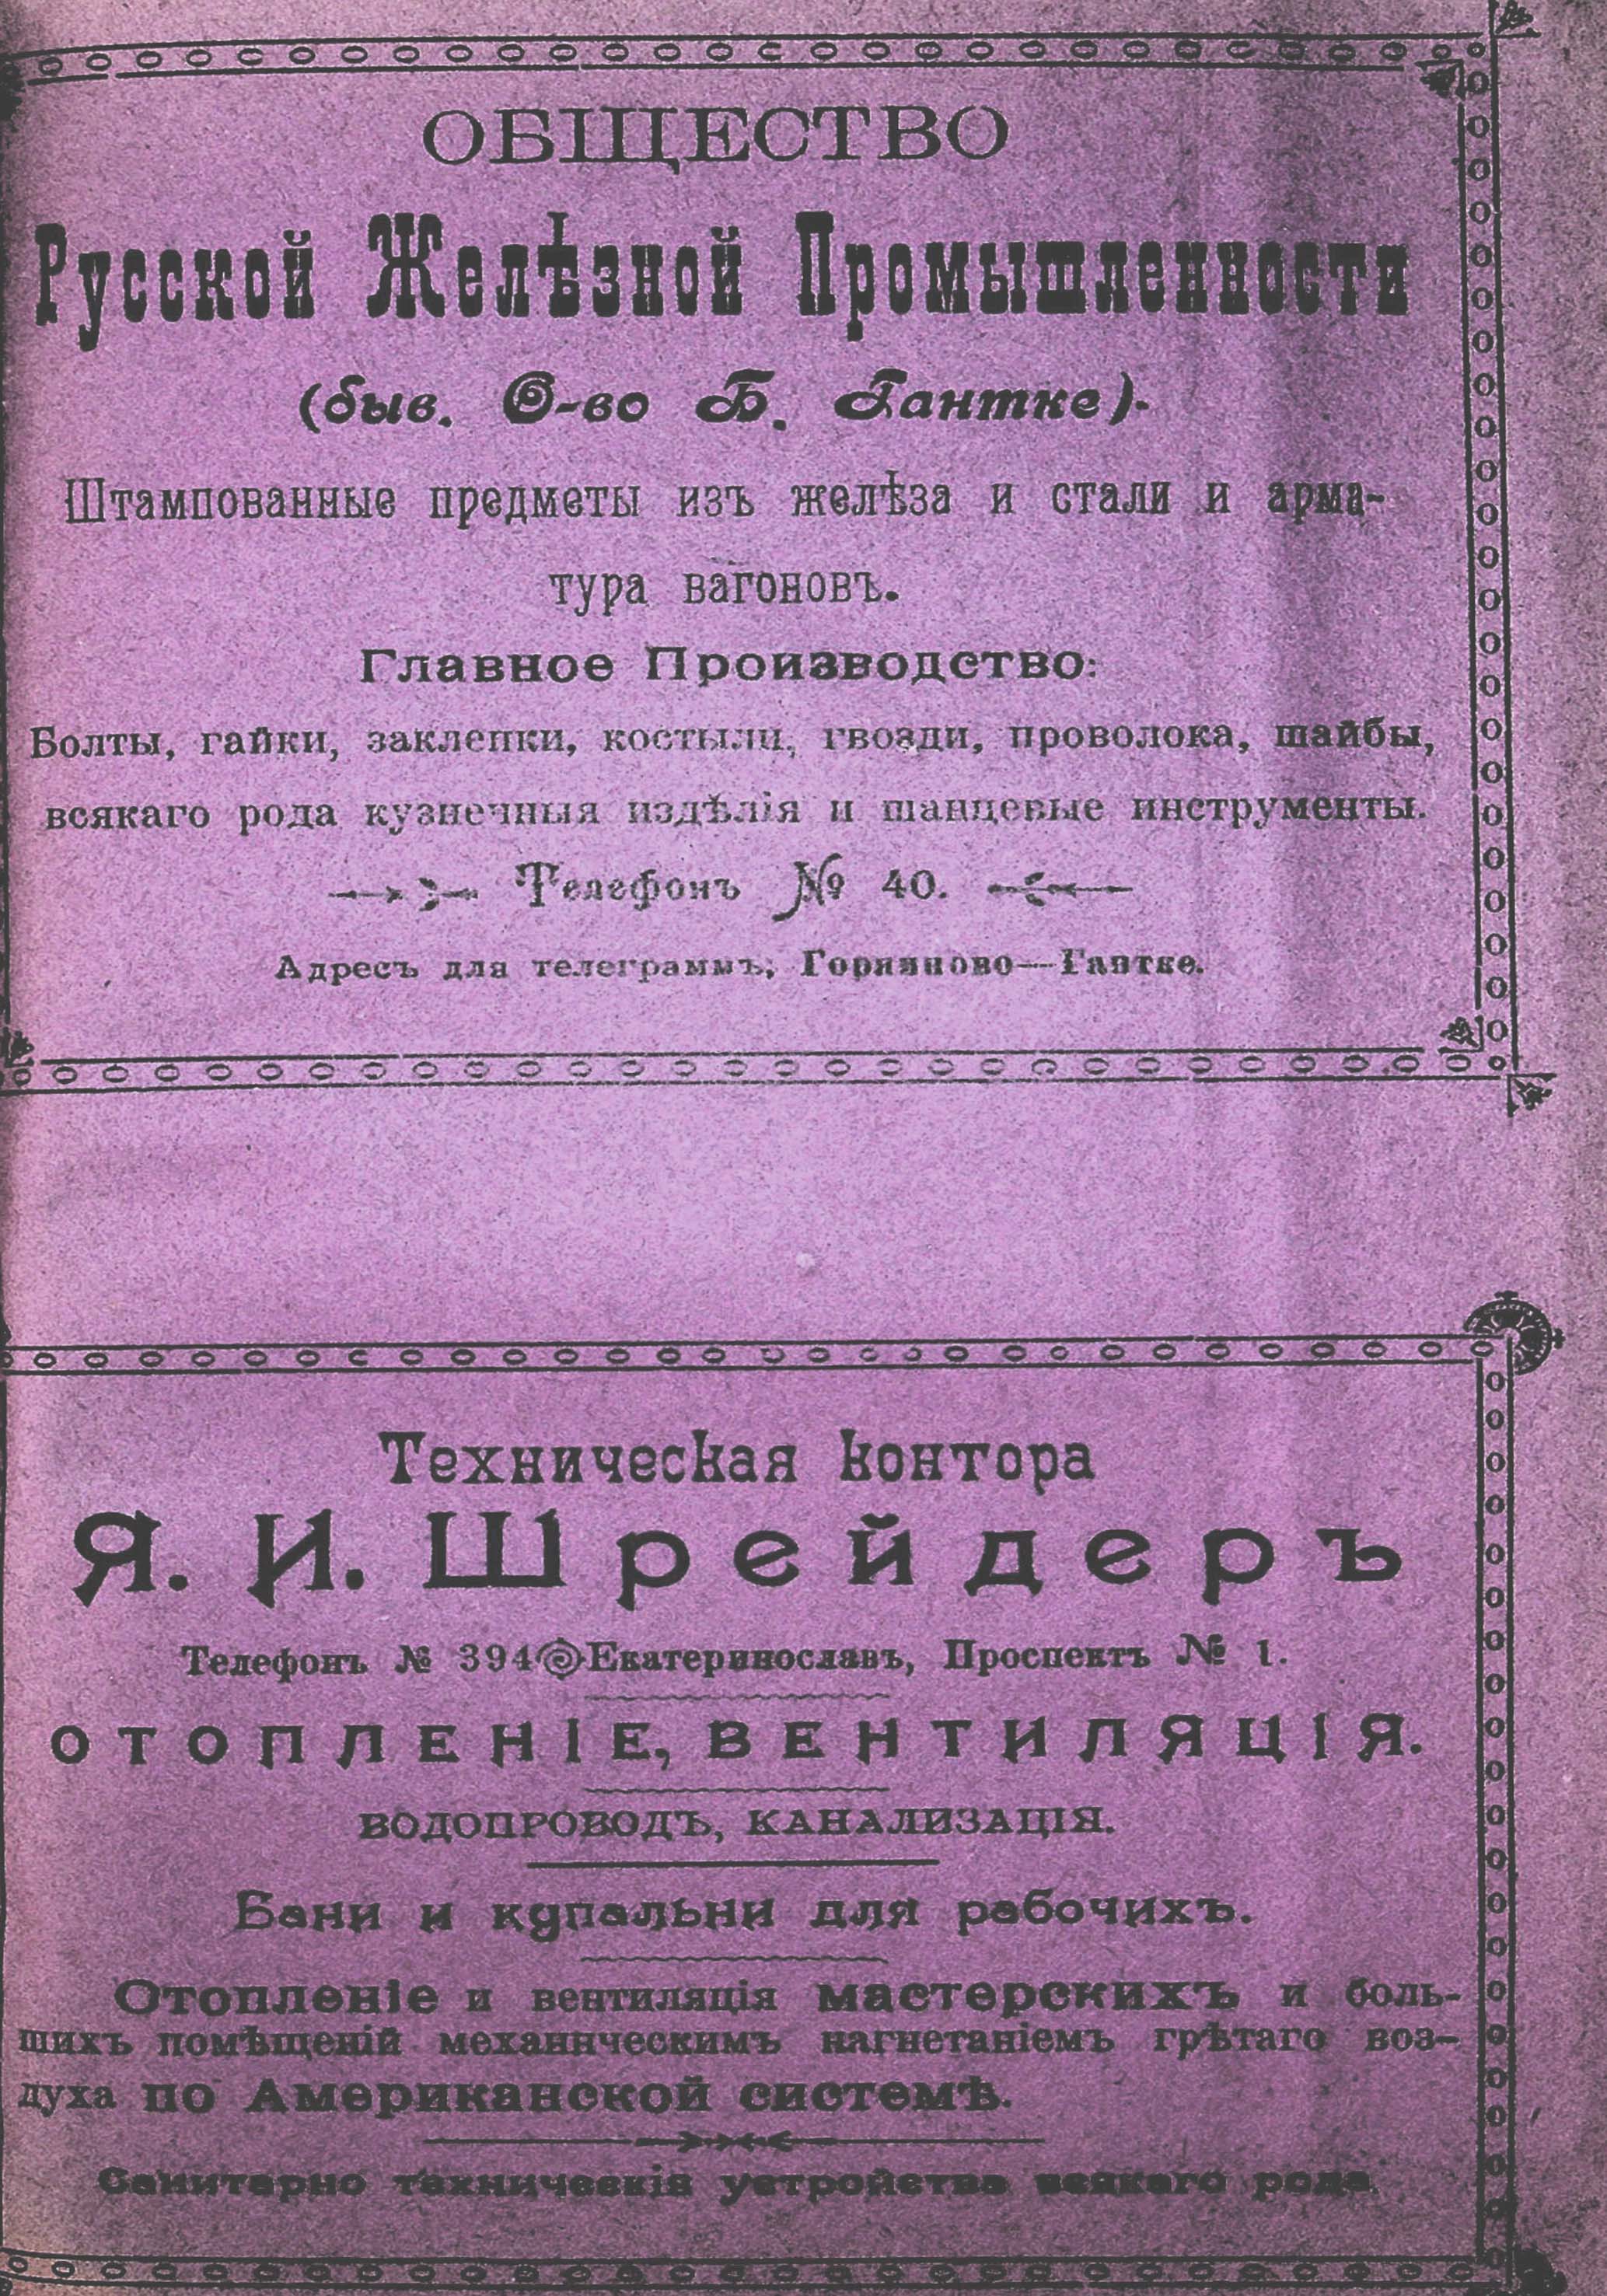 ОБЩЕСТВО
Русской Желѣзной Промышленности
(быв. О-во Б. Гантке).
Штампованные предметы изъ желѣза и стали и арма-
тура вагоновъ.
Главное Производство:
Болты, гайки, заклепки, костыли, гвозди, проволока, шайбы,
всякаго рода кузнечныя издѣлія и шанцевые инструменты.
Телефонъ № 40.
Адресъ для телеграммъ; Горяиново—Гантке.
Техническая контора
Я. И. Шрейдеръ
Телефонъ № 394 Екатеринославъ, Проспектъ № 1.
ОТОПЛЕНІЕ, ВЕНТИЛЯЦІЯ.
ВОДОПРОВОДЪ, КАНАЛИЗАЦІЯ.
Бани и купальни для рабочихъ.
Отопленіе и вентиляція мастерскихъ и боль-
шихъ помѣщеній механическимъ нагнетаніемъ грѣтаго воз-
духа по Американской системѣ.
Санитарно техническія устройства всякаго рода.